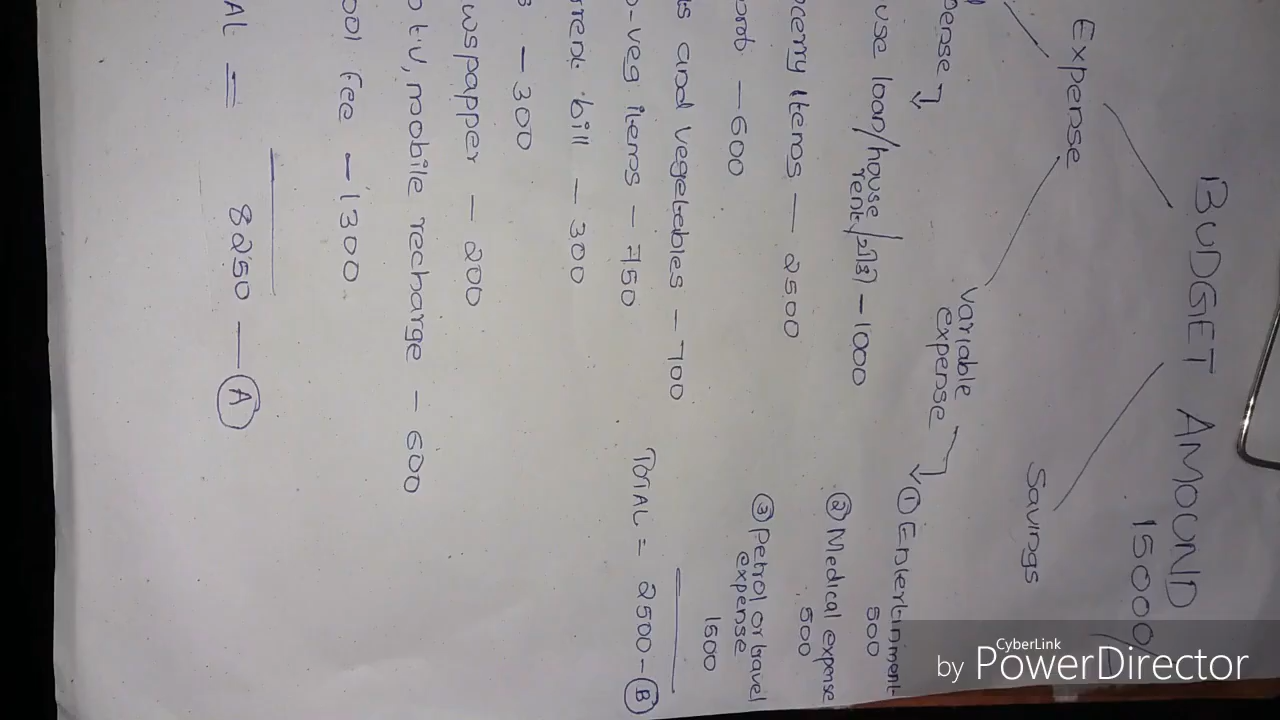 BUDGET AMOUND
15000/
Expense
Savings
pense
variable
expense
use loan/house
rent/ - 1000
cerry items - 2500
- 600
s and vegetables - 700
-veg items - 750
rrent bill - 300
- 300
wspapper - 200
tv, mobile recharge - 600
ool fee - 1300
AL = 8250 - A
① Entertainment
500
② Medical expense
500
③ Petrol or travel
expense
1500
TOTAL = 2500 - B
CyberLink
by PowerDirector